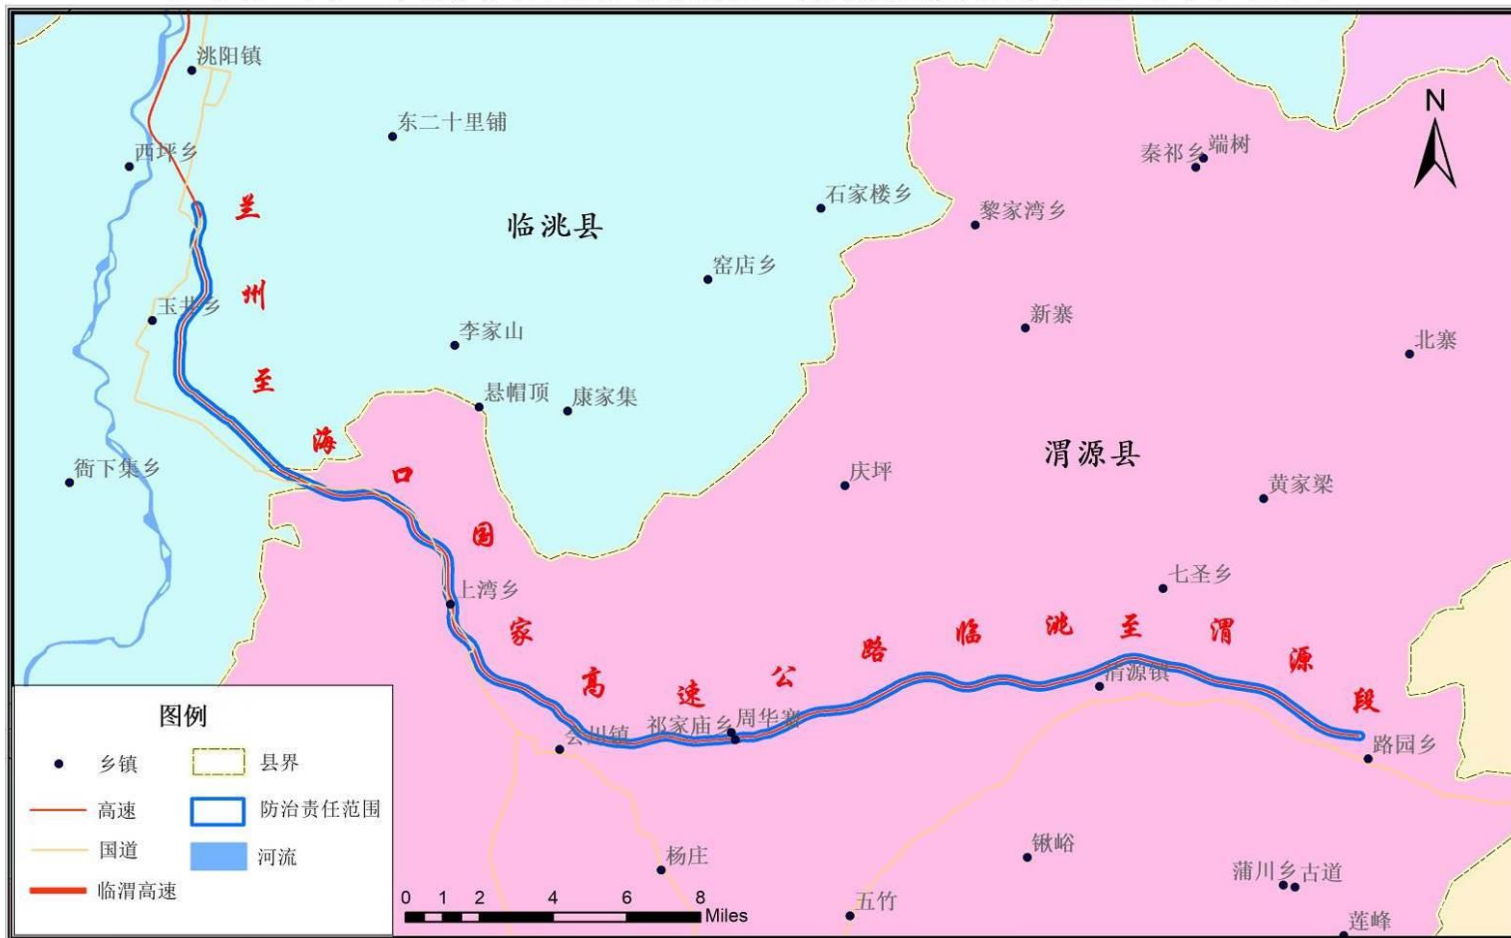 洮阳镇
东二十里铺
N
西坪乡
秦祁乡
端树
石家楼乡
黎家湾乡
临洮县
窑店乡
玉井乡
新寨
李家山
北寨
悬帽顶
康家集
渭源县
衙下集乡
庆坪
黄家梁
七圣乡
上湾乡
兰州至海口国家高速公路临洮至渭源段
清源镇
祁家庙乡
周华寨
会川镇
路园乡
杨庄
锹峪
蒲川乡
古道
五竹
莲峰
图例
乡镇
县界
高速
防治责任范围
国道
河流
临渭高速
0 1 2 4 6 8
Miles